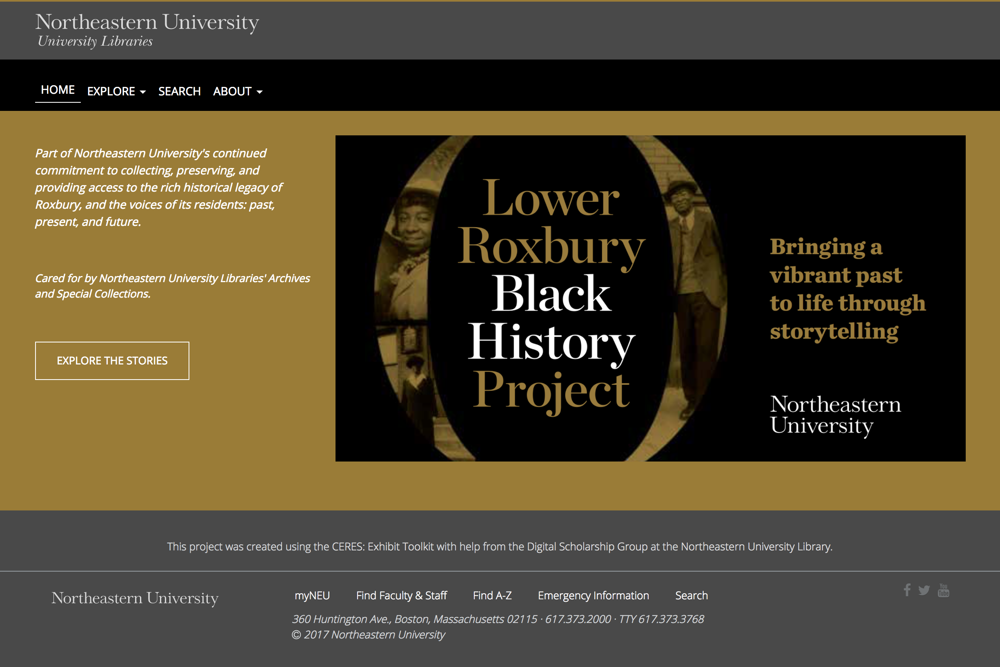 Northeastern University
University Libraries
HOME EXPLORE SEARCH ABOUT
Part of Northeastern University's continued
commitment to collecting, preserving, and
providing access to the rich historical legacy of
Roxbury, and the voices of its residents: past,
present, and future.
Cared for by Northeastern University Libraries' Archives
and Special Collections.
EXPLORE THE STORIES
Lower
Roxbury
Black
History
Project
Bringing a
vibrant past
to life through
storytelling
Northeastern
University
This project was created using the CERES: Exhibit Toolkit with help from the Digital Scholarship Group at the Northeastern University Library.
Northeastern University
myNEU Find Faculty & Staff Find A-Z Emergency Information Search
360 Huntington Ave., Boston, Massachusetts 02115 · 617.373.2000 · TTY 617.373.3768
© 2017 Northeastern University
You
Tube